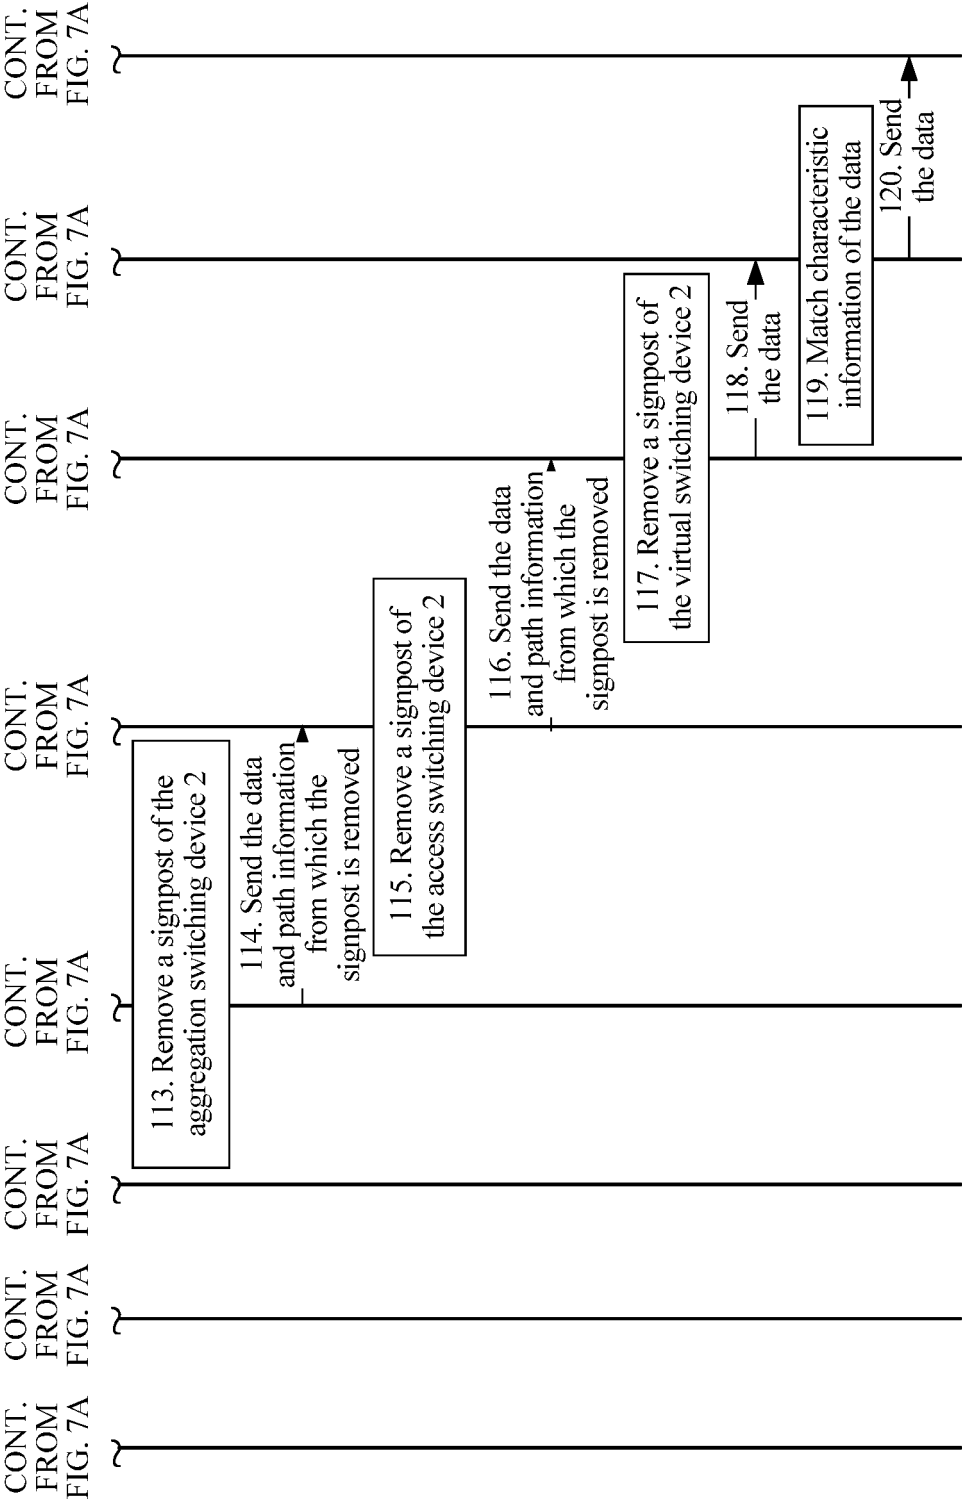 CONT.
FROM
FIG. 7A
CONT.
FROM
FIG. 7A
CONT.
FROM
FIG. 7A
CONT.
FROM
FIG. 7A
CONT.
FROM
FIG. 7A
CONT.
FROM
FIG. 7A
CONT.
FROM
FIG. 7A
CONT.
FROM
FIG. 7A
113. Remove a signpost of the
aggregation switching device 2
114. Send the data
and path information
from which the
signpost is removed
115. Remove a signpost of
the access switching device 2
116. Send the data
and path information
from which the
signpost is removed
117. Remove a signpost of
the virtual switching device 2
118. Send
the data
119. Match characteristic
information of the data
120. Send
the data